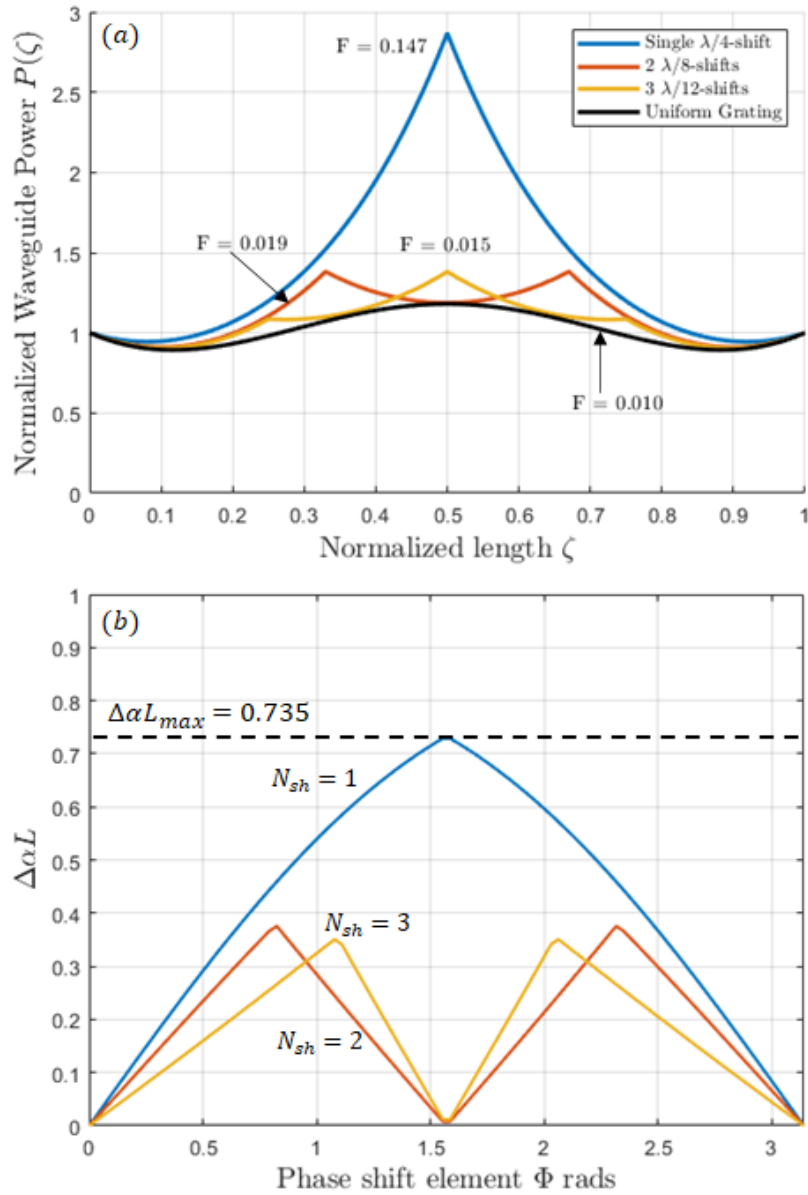 (a)
F = 0.147
Single λ/4-shift
2 λ/8-shifts
3 λ/12-shifts
Uniform Grating
F = 0.019
F = 0.015
F = 0.010
Normalized Waveguide Power P(ζ)
3
2.5
2
1.5
1
0.5
0
0 0.1 0.2 0.3 0.4 0.5 0.6 0.7 0.8 0.9 1
Normalized length ζ
(b)
ΔαL_max = 0.735
N_sh = 1
N_sh = 3
N_sh = 2
ΔαL
1
0.9
0.8
0.7
0.6
0.5
0.4
0.3
0.2
0.1
0
0 0.5 1 1.5 2 2.5 3
Phase shift element Φ rads